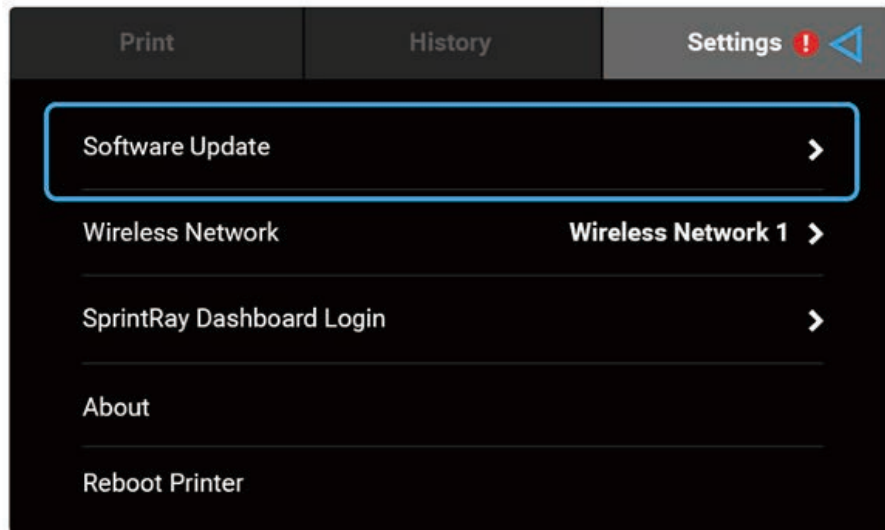 Print History Settings !
Software Update
Wireless Network Wireless Network 1
SprintRay Dashboard Login
About
Reboot Printer